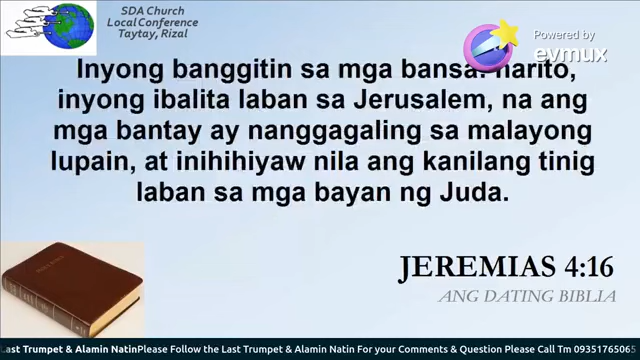 SDA Church
Local Conference
Taytay, Rizal
Powered by
evmux
Inyong banggitin sa mga bansa: narito,
inyong ibalita laban sa Jerusalem, na ang
mga bantay ay nanggagaling sa malayong
lupain, at inihihiyaw nila ang kanilang tinig
laban sa mga bayan ng Juda.
JEREMIAS 4:16
ANG DATING BIBLIA
Last Trumpet & Alamin NatinPlease Follow the Last Trumpet & Alamin Natin For your Comments & Question Please Call Tm 09351765065